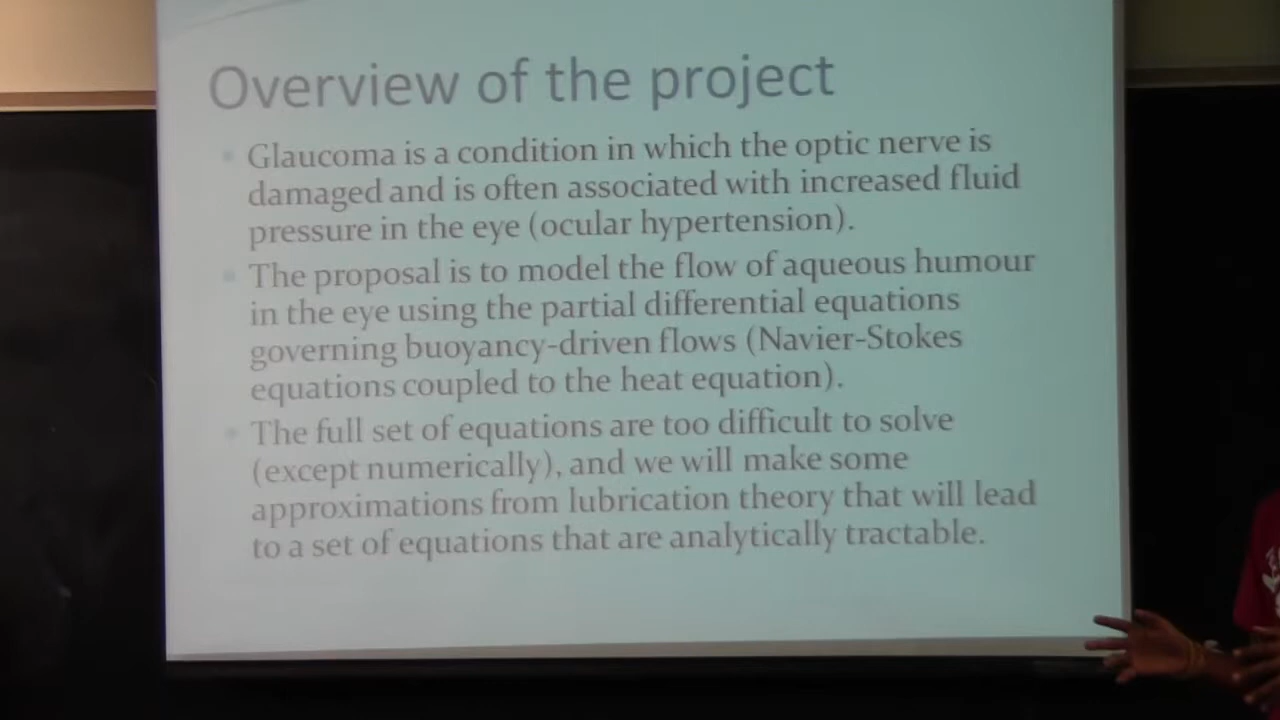 Overview of the project
Glaucoma is a condition in which the optic nerve is
damaged and is often associated with increased fluid
pressure in the eye (ocular hypertension).
The proposal is to model the flow of aqueous humour
in the eye using the partial differential equations
governing buoyancy-driven flows (Navier-Stokes
equations coupled to the heat equation).
The full set of equations are too difficult to solve
(except numerically), and we will make some
approximations from lubrication theory that will lead
to a set of equations that are analytically tractable.